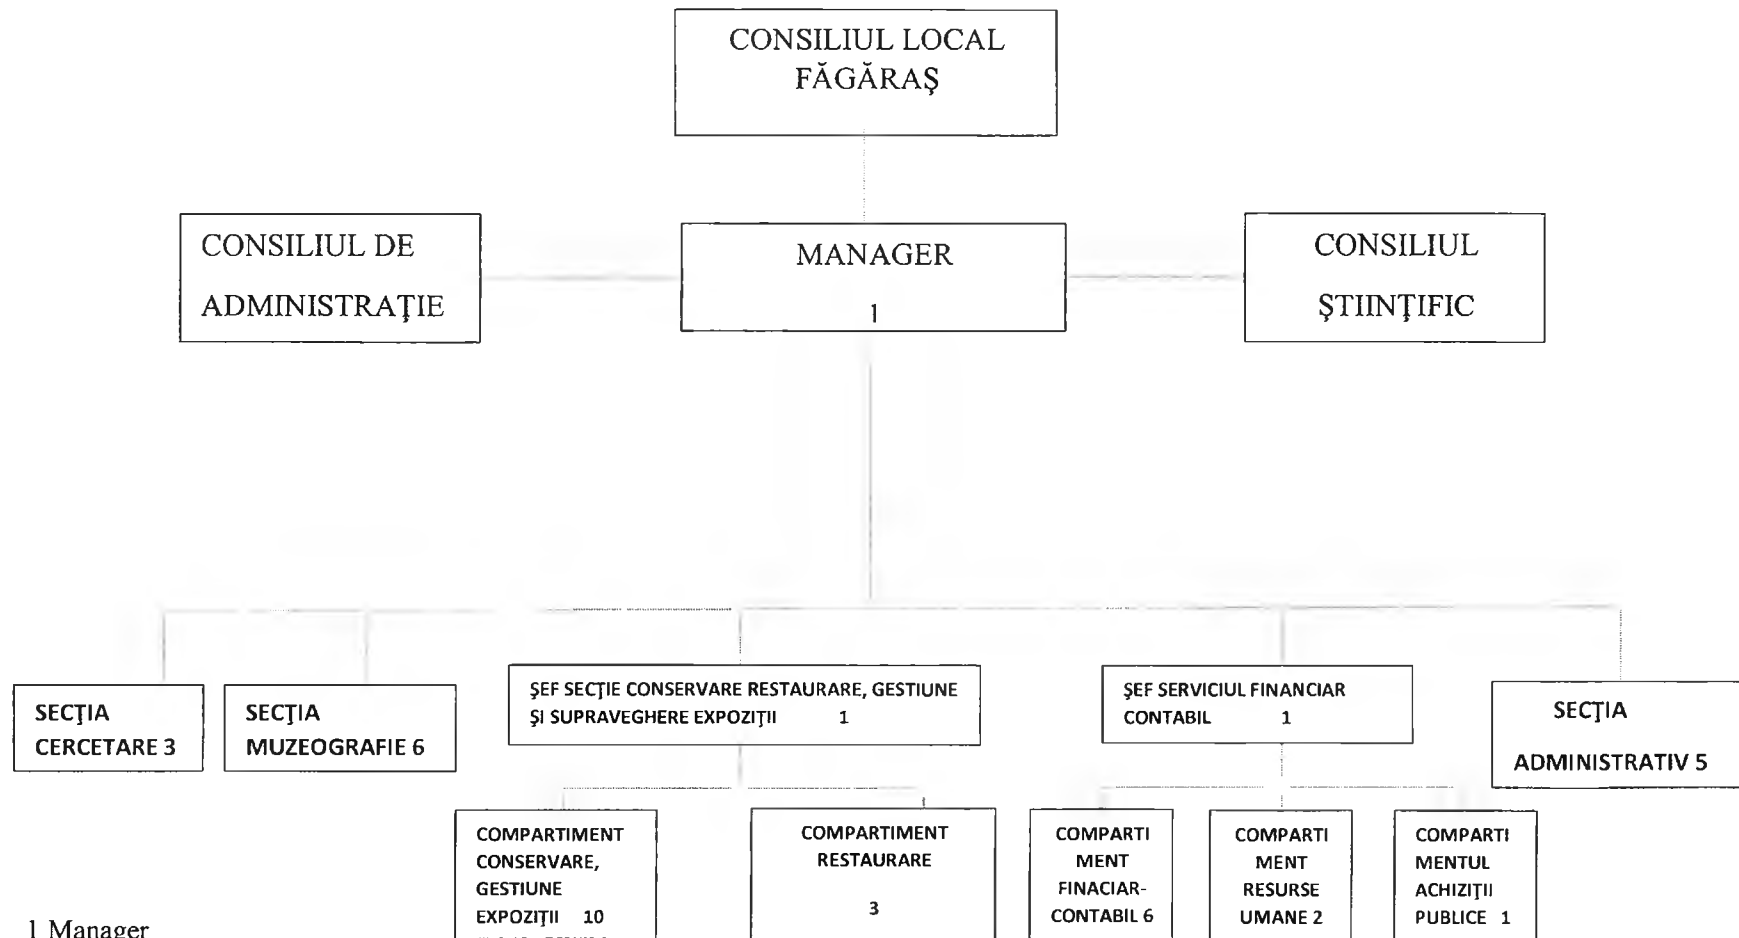 CONSILIUL LOCAL
FĂGĂRAŞ
CONSILIUL DE
ADMINISTRAŢIE
MANAGER
1
CONSILIUL
ŞTIINŢIFIC
SECŢIA
CERCETARE 3
SECŢIA
MUZEOGRAFIE 6
ŞEF SECŢIE CONSERVARE RESTAURARE, GESTIUNE
ŞI SUPRAVEGHERE EXPOZIŢII 1
ŞEF SERVICIUL FINANCIAR
CONTABIL 1
SECŢIA
ADMINISTRATIV 5
COMPARTIMENT
CONSERVARE,
GESTIUNE
EXPOZIŢII 10
COMPARTIMENT
RESTAURARE
3
COMPARTI
MENT
FINACIAR-
CONTABIL 6
COMPARTI
MENT
RESURSE
UMANE 2
COMPARTI
MENTUL
ACHIZIŢII
PUBLICE 1
1 Manager